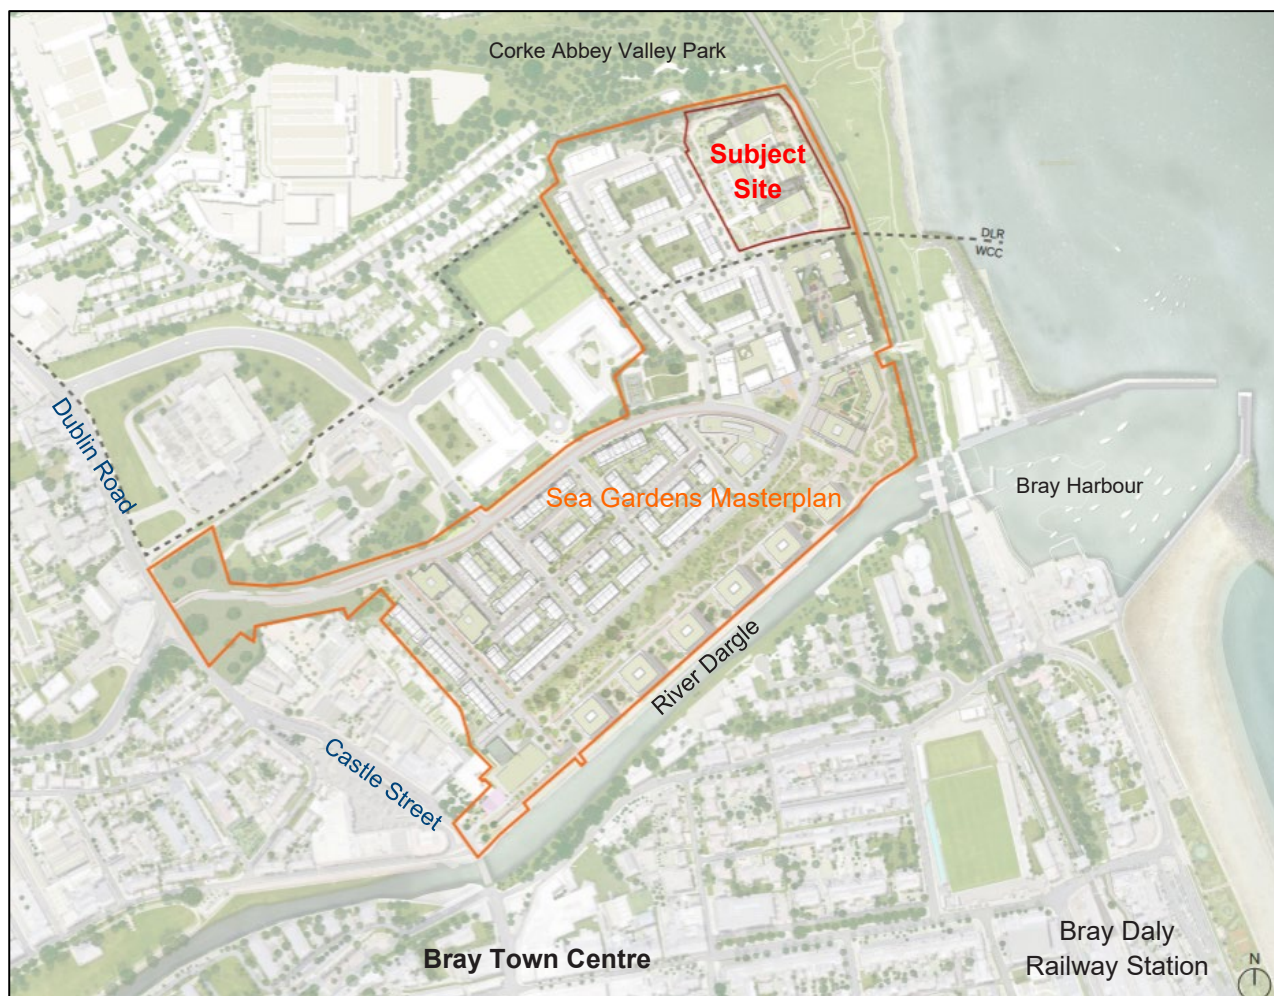 Corke Abbey Valley Park
Subject
Site
DLR
WCC
Dublin Road
Sea Gardens Masterplan
Bray Harbour
River Dargle
Castle Street
Bray Town Centre
Bray Daly
Railway Station
N